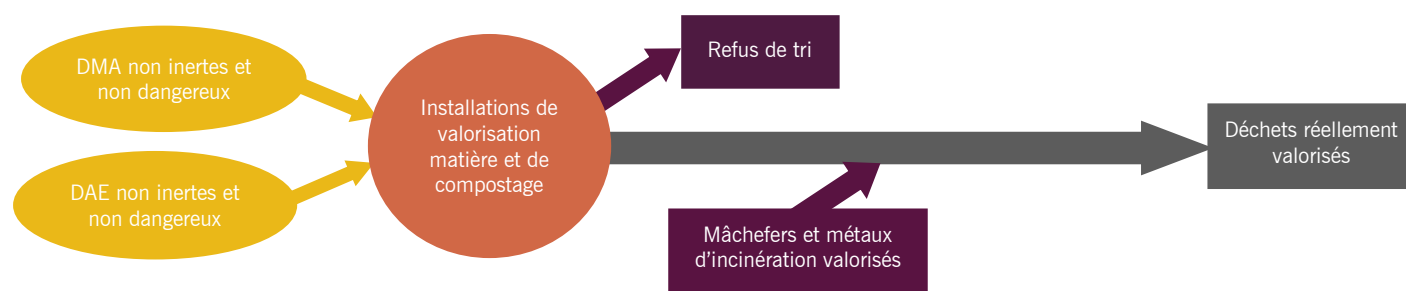 DMA non inertes et
non dangereux
DAE non inertes et
non dangereux
Installations de
valorisation
matière et de
compostage
Refus de tri
Mâchefers et métaux
d'incinération valorisés
Déchets réellement
valorisés